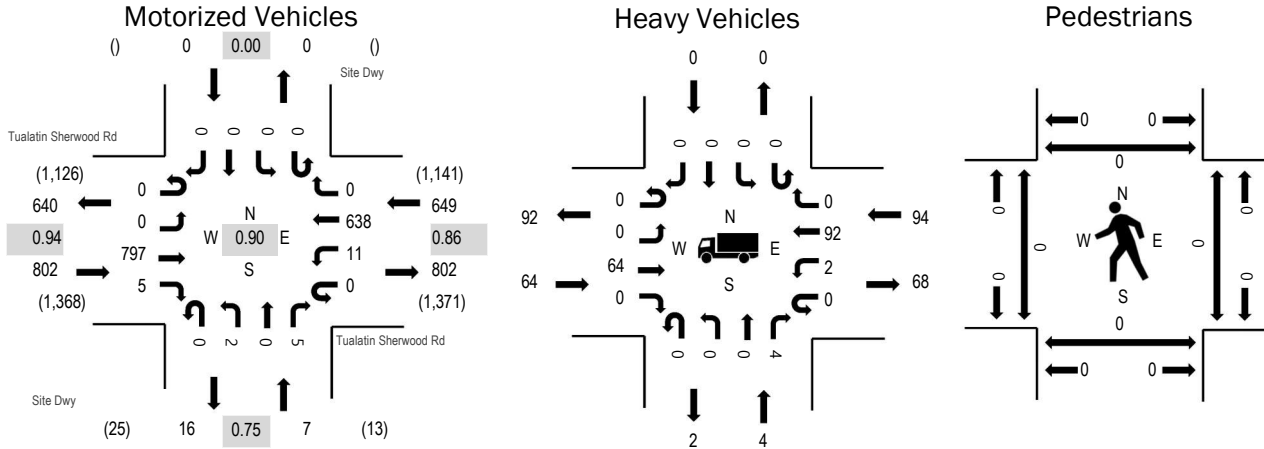 Motorized Vehicles
Heavy Vehicles
Pedestrians
() 0 0.00 0 ()
Site Dwy
Tualatin Sherwood Rd
0 0 0 0
(1,126) (1,141)
0 0
640 649
0 638
0.94 0.86
N
W 0.90 E
S
797 11
802 802
5 0
(1,368) (1,371)
0 2 0 5
Tualatin Sherwood Rd
Site Dwy
(25) 16 0.75 7 (13)
0 0
0 0 0 0
0 0
92 94
0 92
N
W E
S
64 2
64 68
0 0
0 0 0 4
2 4
0 0
0
0 0
N
W E
S
0 0
0 0
0
0 0